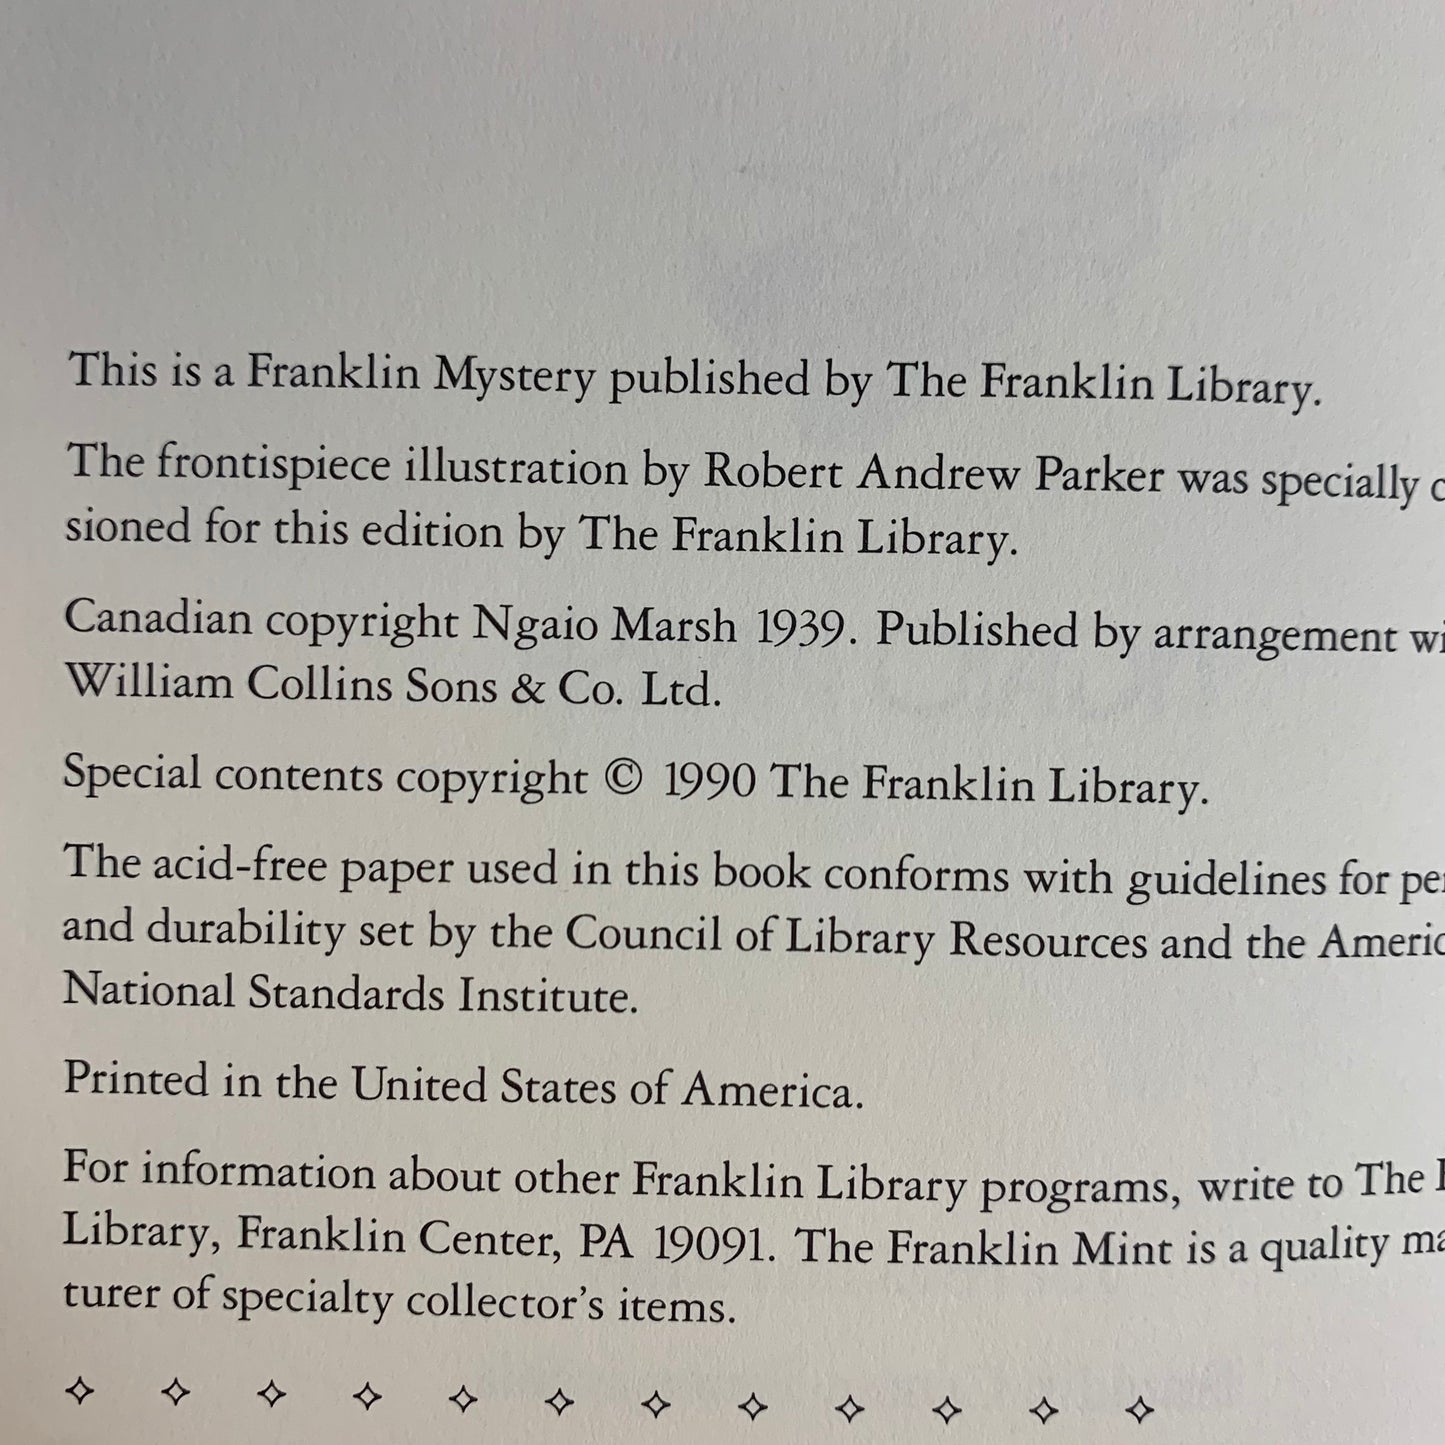 This is a Franklin Mystery published by The Franklin Library.
The frontispiece illustration by Robert Andrew Parker was specially
sioned for this edition by The Franklin Library.
Canadian copyright Ngaio Marsh 1939. Published by arrangement
William Collins Sons & Co. Ltd.
Special contents copyright © 1990 The Franklin Library.
The acid-free paper used in this book conforms with guidelines for
and durability set by the Council of Library Resources and the
National Standards Institute.
Printed in the United States of America.
For information about other Franklin Library programs, write to The
Library, Franklin Center, PA 19091. The Franklin Mint is a quality
turer of specialty collector's items.